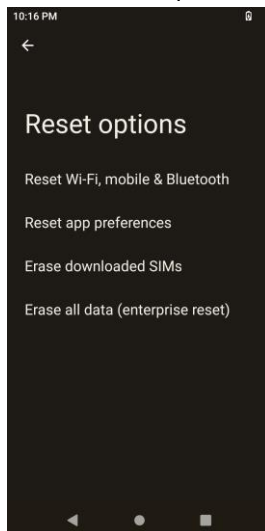 10:16 PM
Reset options
Reset Wi-Fi, mobile & Bluetooth
Reset app preferences
Erase downloaded SIMs
Erase all data (enterprise reset)